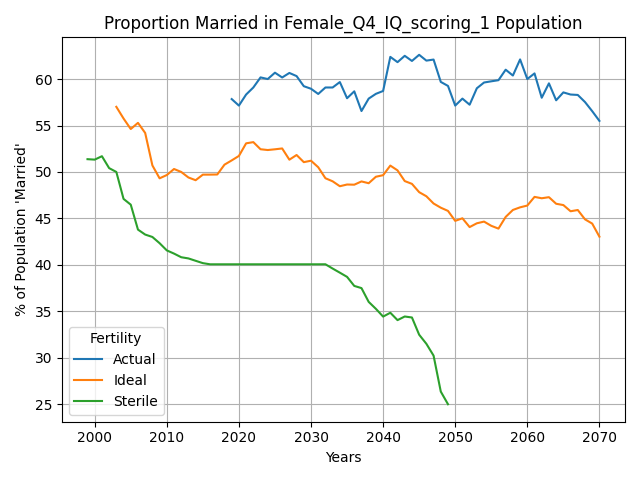 Proportion Married in Female_Q4_IQ_scoring_1 Population
% of Population 'Married'
60
55
50
45
40
35
30
25
Fertility
Actual
Ideal
Sterile
2000 2010 2020 2030 2040 2050 2060 2070
Years